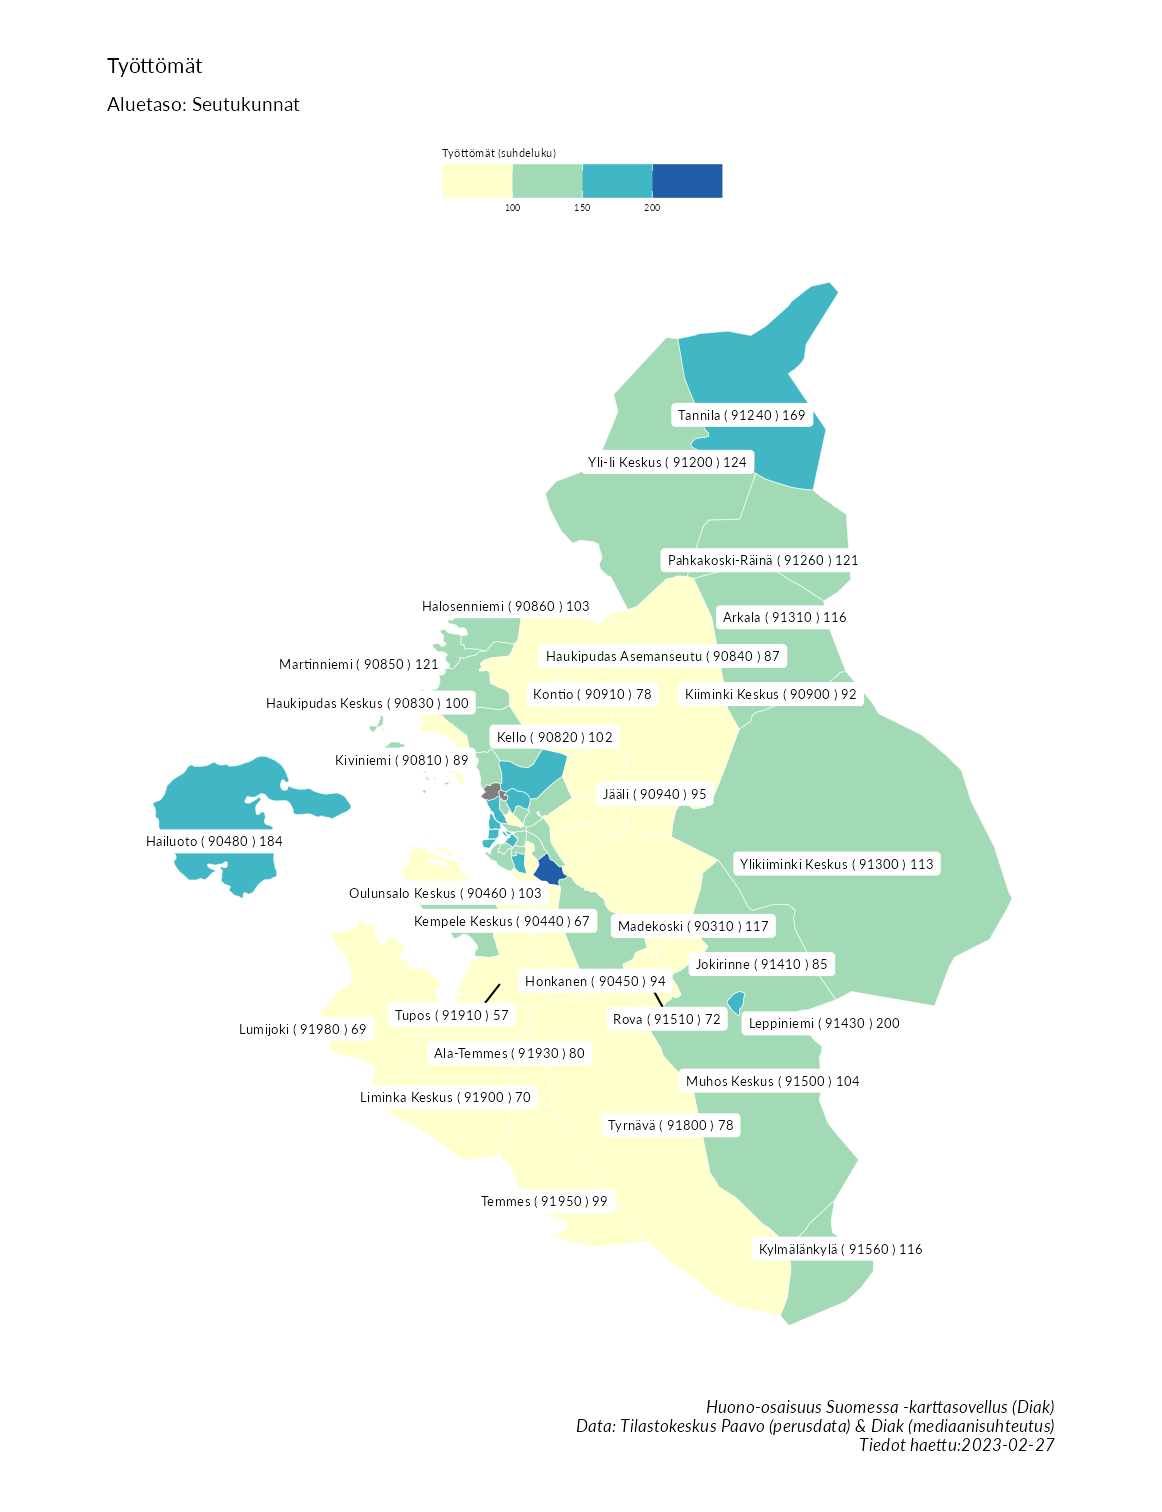 Työttömät
Aluetaso: Seutukunnat
Työttömät (suhdeluku)
100 150 200
Tannila ( 91240 ) 169
Yli-Ii Keskus ( 91200 ) 124
Pahkakoski-Räinä ( 91260 ) 121
Halosenniemi ( 90860 ) 103
Arkala ( 91310 ) 116
Martinniemi ( 90850 ) 121
Haukipudas Asemanseutu ( 90840 ) 87
Kontio ( 90910 ) 78
Kiiminki Keskus ( 90900 ) 92
Haukipudas Keskus ( 90830 ) 100
Kello ( 90820 ) 102
Kiviniemi ( 90810 ) 89
Jääli ( 90940 ) 95
Hailuoto ( 90480 ) 184
Ylikiiminki Keskus ( 91300 ) 113
Oulunsalo Keskus ( 90460 ) 103
Kempele Keskus ( 90440 ) 67
Madekoski ( 90310 ) 117
Jokirinne ( 91410 ) 85
Honkanen ( 90450 ) 94
Tupos ( 91910 ) 57
Rova ( 91510 ) 72
Leppiniemi ( 91430 ) 200
Lumijoki ( 91980 ) 69
Ala-Temmes ( 91930 ) 80
Muhos Keskus ( 91500 ) 104
Liminka Keskus ( 91900 ) 70
Tyrnävä ( 91800 ) 78
Temmes ( 91950 ) 99
Kylmälänkylä ( 91560 ) 116
Huono-osaisuus Suomessa -karttasovellus (Diak)
Data: Tilastokeskus Paavo (perusdata) & Diak (mediaanisuhteutus)
Tiedot haettu:2023-02-27